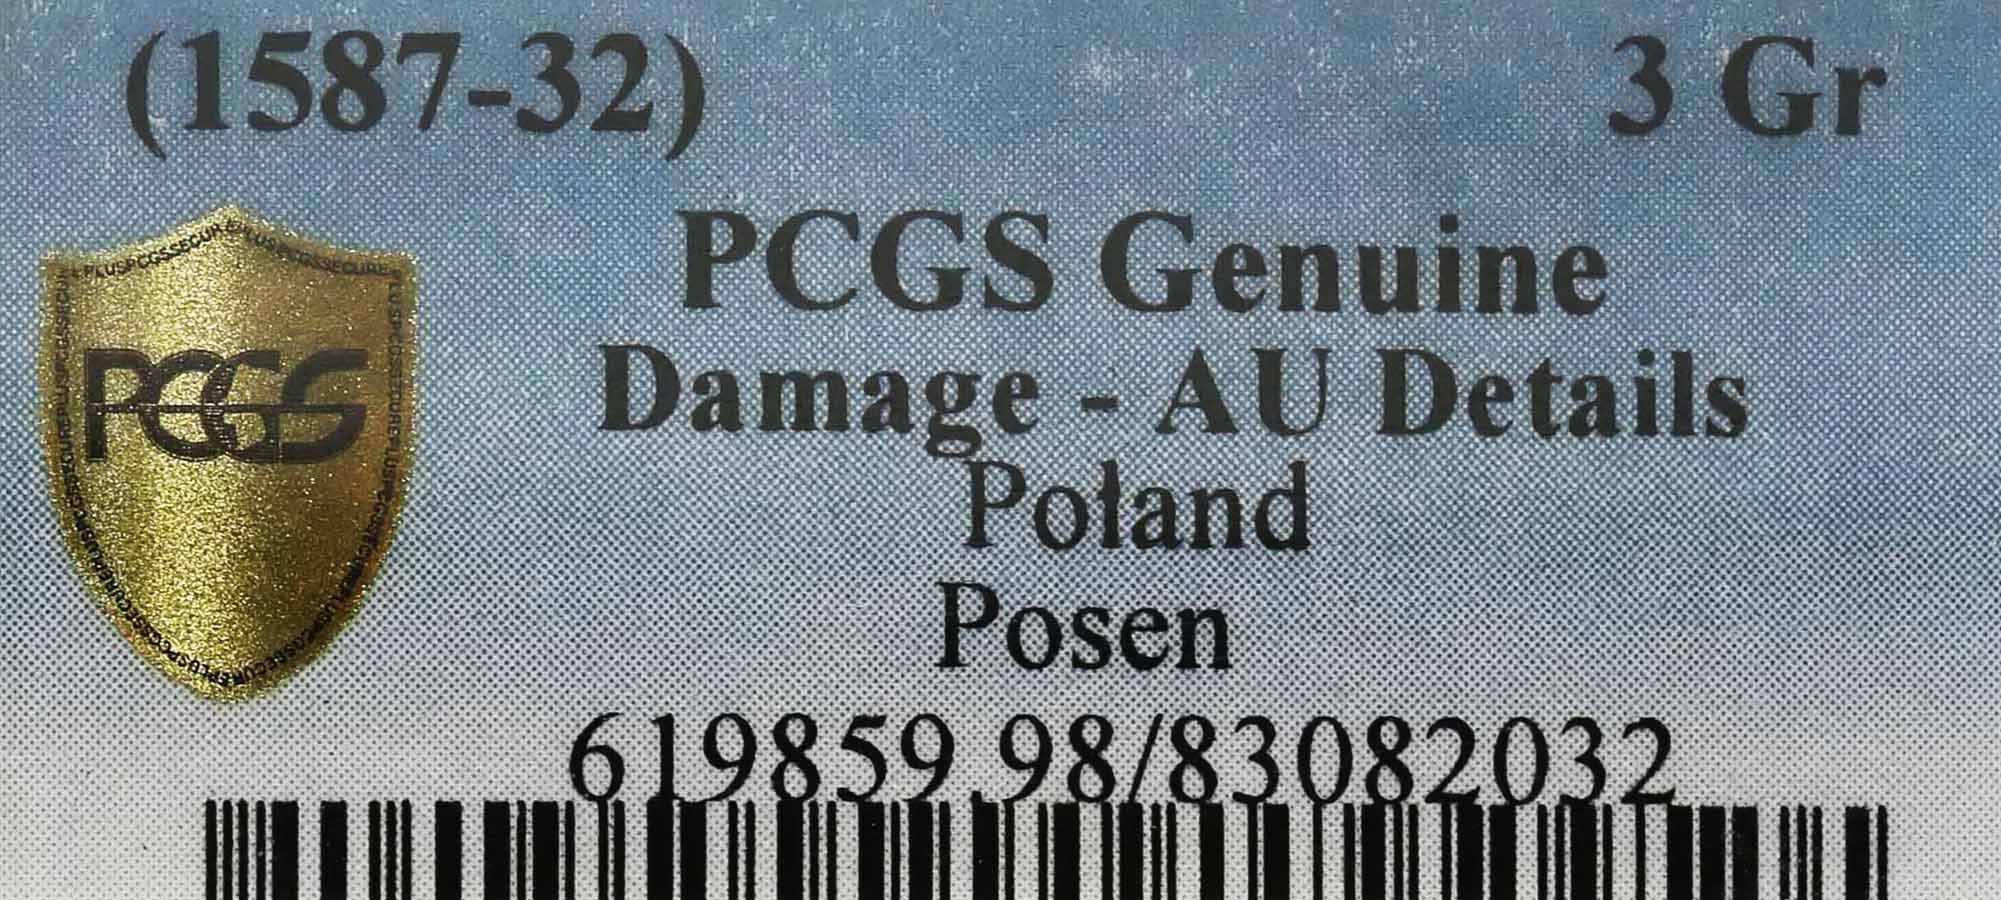 (1587-32) 3 Gr
PCGS Genuine
Damage - AU Details
Poland
Posen
619859.98/83082032
PCGS